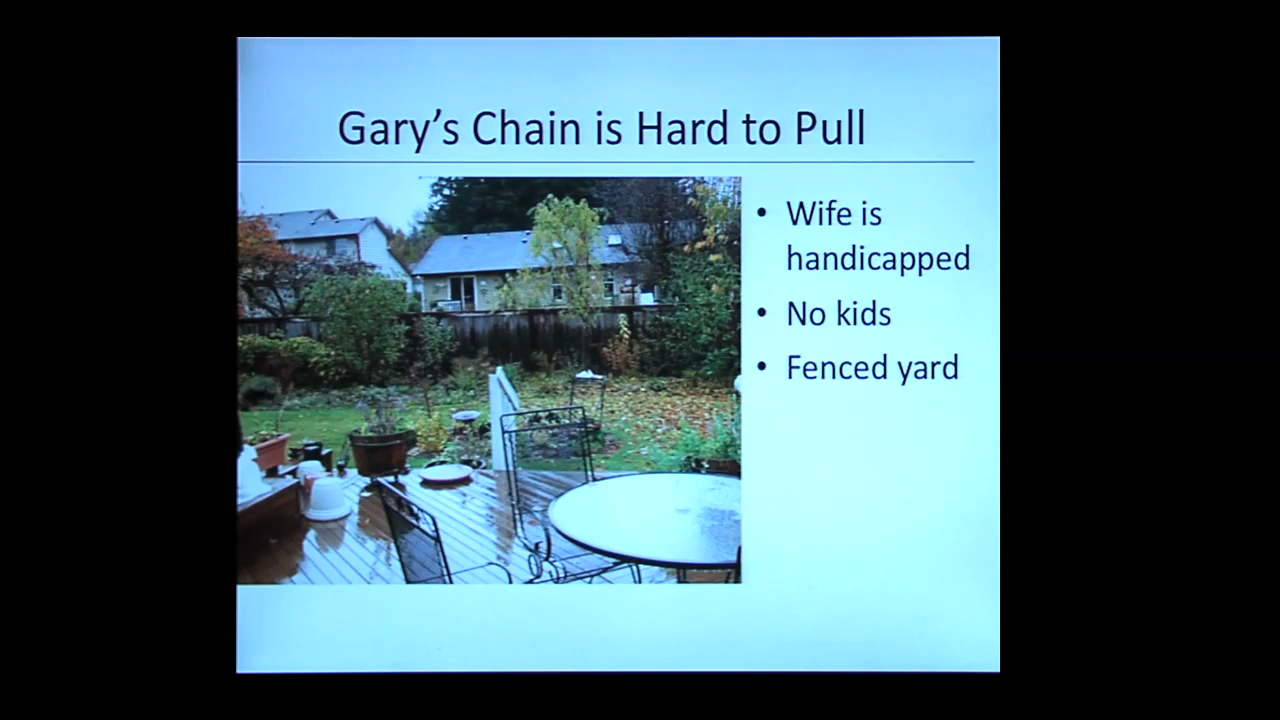 Gary’s Chain is Hard to Pull
• Wife is
handicapped
• No kids
• Fenced yard